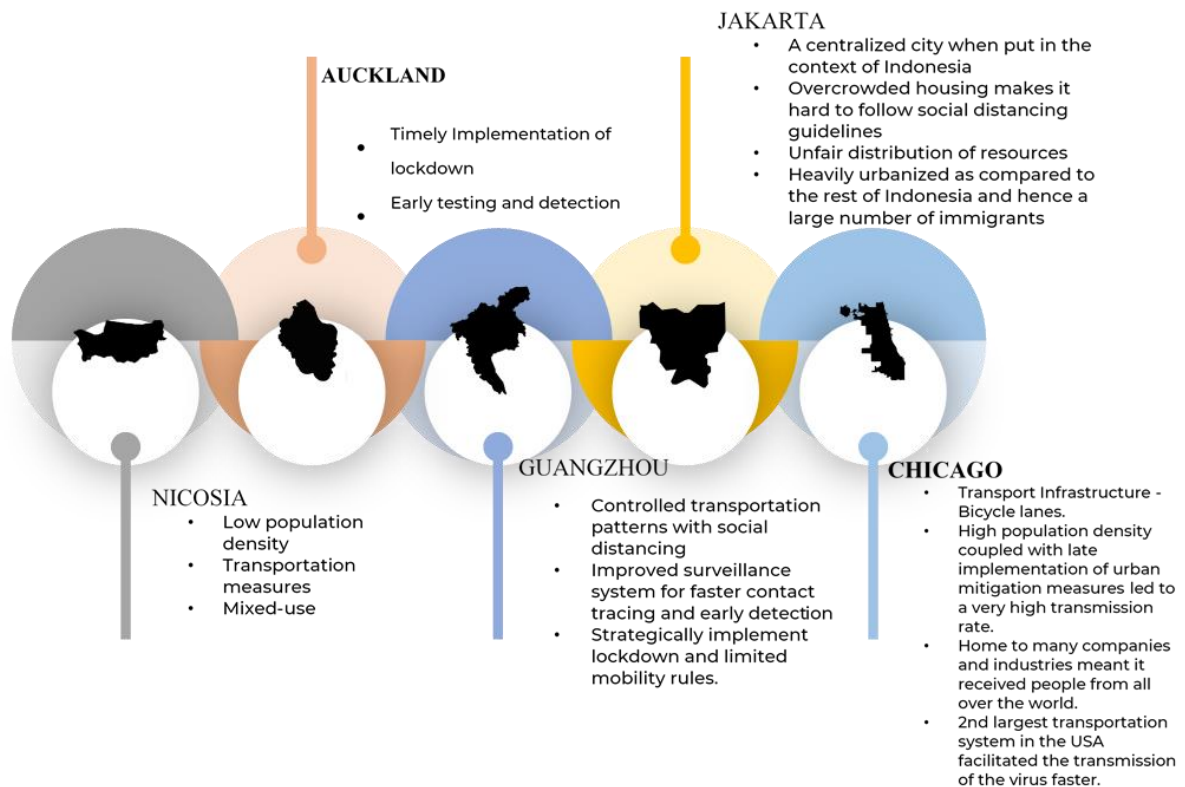 AUCKLAND
• Timely Implementation of
lockdown
• Early testing and detection
JAKARTA
• A centralized city when put in the
context of Indonesia
• Overcrowded housing makes it
hard to follow social distancing
guidelines
• Unfair distribution of resources
• Heavily urbanized as compared to
the rest of Indonesia and hence a
large number of immigrants
NICOSIA
• Low population
density
• Transportation
measures
• Mixed-use
GUANGZHOU
• Controlled transportation
patterns with social
distancing
• Improved surveillance
system for faster contact
tracing and early detection
• Strategically implement
lockdown and limited
mobility rules.
CHICAGO
• Transport Infrastructure -
Bicycle lanes.
• High population density
coupled with late
implementation of urban
mitigation measures led to
a very high transmission
rate.
• Home to many companies
and industries meant it
received people from all
over the world.
• 2nd largest transportation
system in the USA
facilitated the transmission
of the virus faster.